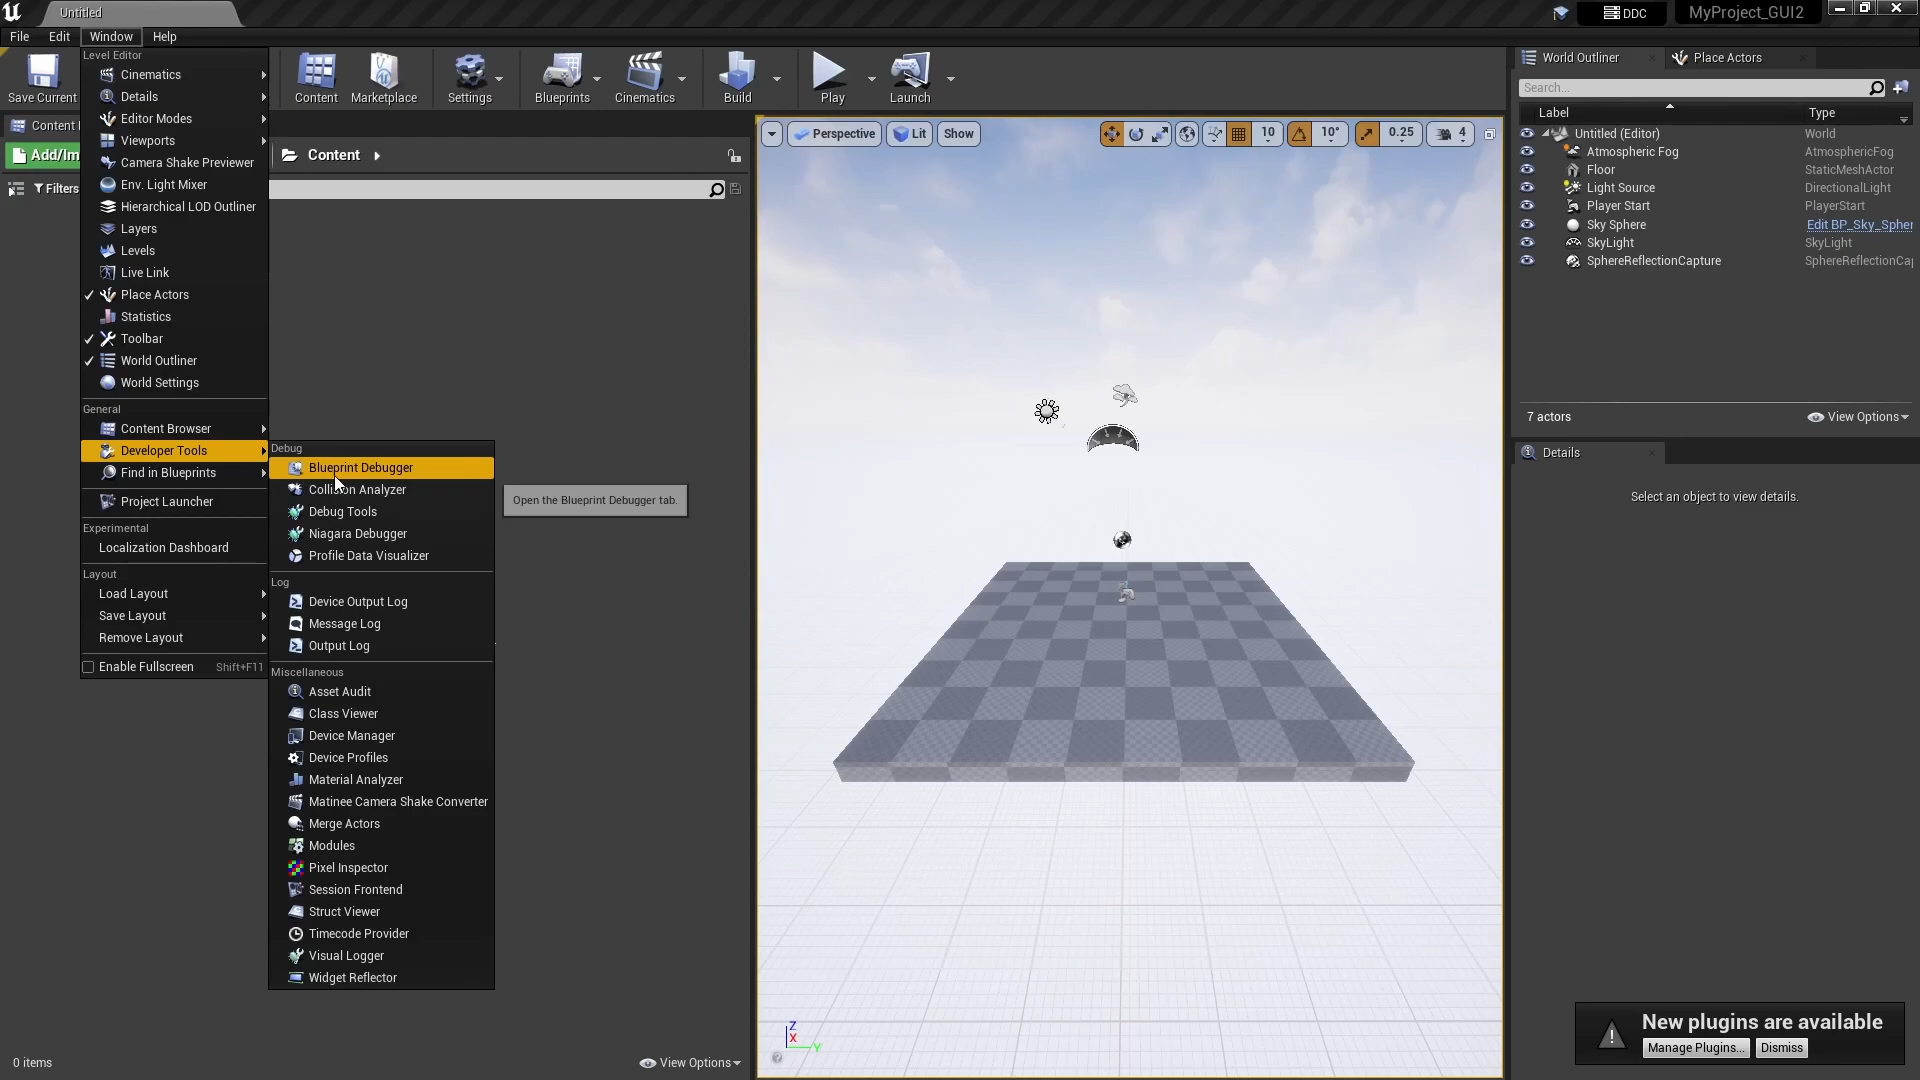 Untitled
DDC
MyProject_GUI2
File
Edit
Window
Help
Save Current
Content
Marketplace
Settings
Blueprints
Cinematics
Build
Play
Launch
Level Editor
Cinematics
Details
Editor Modes
Viewports
Camera Shake Previewer
Env. Light Mixer
Hierarchical LOD Outliner
Layers
Levels
Live Link
Place Actors
Statistics
Toolbar
World Outliner
World Settings
General
Content Browser
Developer Tools
Find in Blueprints
Project Launcher
Experimental
Localization Dashboard
Layout
Load Layout
Save Layout
Remove Layout
Enable Fullscreen Shift+F11
Content
Add/Im
Content
Filters
Debug
Blueprint Debugger
Collision Analyzer
Debug Tools
Niagara Debugger
Profile Data Visualizer
Log
Device Output Log
Message Log
Output Log
Miscellaneous
Asset Audit
Class Viewer
Device Manager
Device Profiles
Material Analyzer
Matinee Camera Shake Converter
Merge Actors
Modules
Pixel Inspector
Session Frontend
Struct Viewer
Timecode Provider
Visual Logger
Widget Reflector
Open the Blueprint Debugger tab.
0 items
View Options
Perspective
Lit
Show
10
10°
0.25
4
Z
X
Y
World Outliner
Place Actors
Search...
Label Type
Untitled (Editor) World
Atmospheric Fog AtmosphericFog
Floor StaticMeshActor
Light Source DirectionalLight
Player Start PlayerStart
Sky Sphere Edit BP_Sky_Spher
SkyLight SkyLight
SphereReflectionCapture SphereReflectionCap
7 actors
View Options
Details
Select an object to view details.
New plugins are available
Manage Plugins...
Dismiss